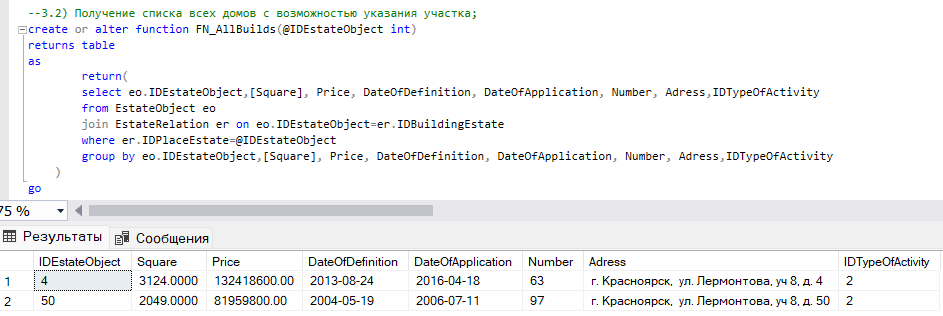 --3.2) Получение списка всех домов с возможностью указания участка;
create or alter function FN_AllBuilds(@IDEstateObject int)
returns table
as
return(
select eo.IDEstateObject,[Square], Price, DateOfDefinition, DateOfApplication, Number, Adress,IDTypeOfActivity
from EstateObject eo
join EstateRelation er on eo.IDEstateObject=er.IDBuildingEstate
where er.IDPlaceEstate=@IDEstateObject
group by eo.IDEstateObject,[Square], Price, DateOfDefinition, DateOfApplication, Number, Adress,IDTypeOfActivity
)
go
75 %
Результаты Сообщения
IDEstateObject Square Price DateOfDefinition DateOfApplication Number Adress IDTypeOfActivity
1 4 3124.0000 132418600.00 2013-08-24 2016-04-18 63 г. Красноярск, ул. Лермонтова, уч 8, д. 4 2
2 50 2049.0000 81959800.00 2004-05-19 2006-07-11 97 г. Красноярск, ул. Лермонтова, уч 8, д. 50 2